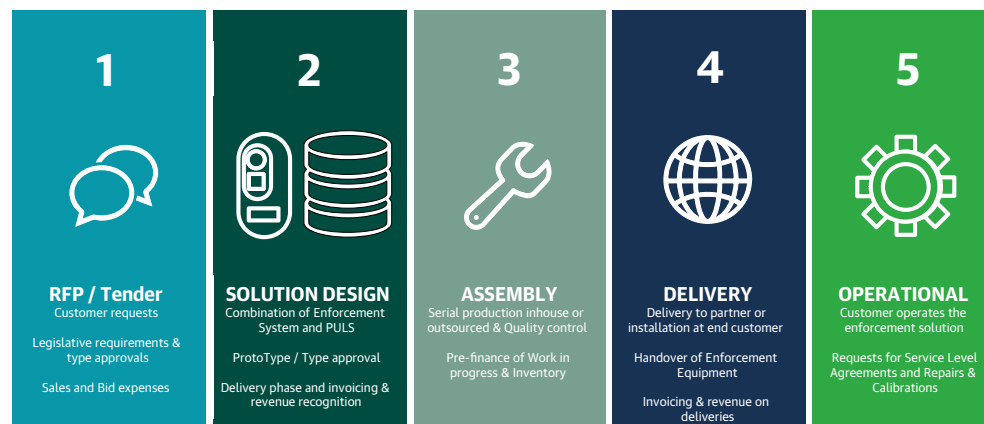 1
RFP / Tender
Customer requests
Legislative requirements &
type approvals
Sales and Bid expenses
2
SOLUTION DESIGN
Combination of Enforcement
System and PULS
ProtoType / Type approval
Delivery phase and invoicing &
revenue recognition
3
ASSEMBLY
Serial production inhouse or
outsourced & Quality control
Pre-finance of Work in
progress & Inventory
4
DELIVERY
Delivery to partner or
installation at end customer
Handover of Enforcement
Equipment
Invoicing & revenue on
deliveries
5
OPERATIONAL
Customer operates the
enforcement solution
Requests for Service Level
Agreements and Repairs &
Calibrations